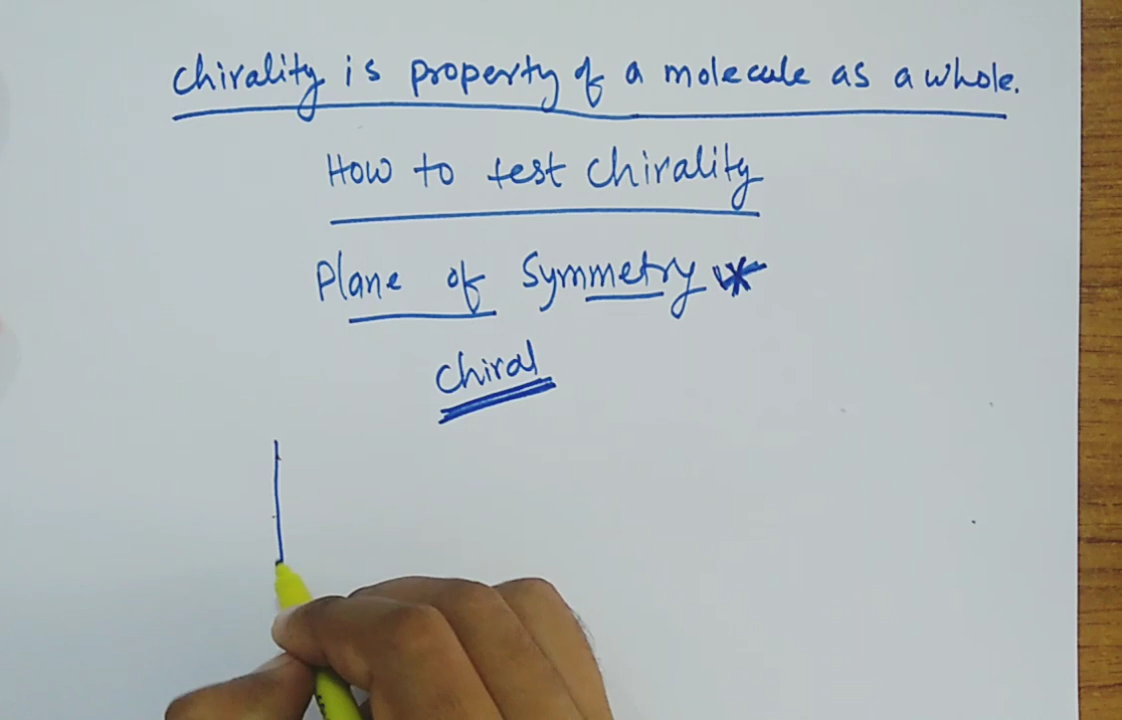 Chirality is property of a molecule as a whole.
How to test Chirality
Plane of Symmetry *
Chiral